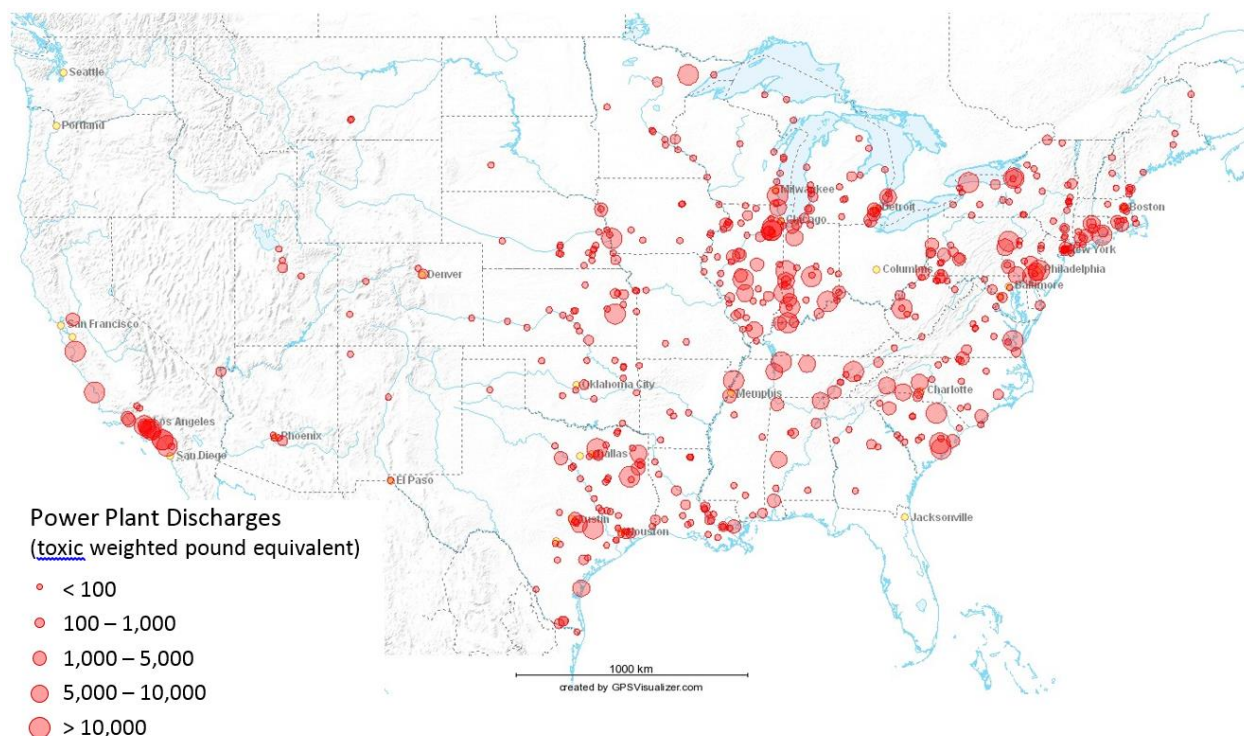 Seattle
Portland
Milwaukee
Detroit
Boston
Chicago
New York
Denver
Columbus
Philadelphia
Baltimore
San Francisco
Oklahoma City
Memphis
Charlotte
Los Angeles
Phoenix
San Diego
Dallas
El Paso
Austin
Houston
Jacksonville
Power Plant Discharges
(toxic weighted pound equivalent)
< 100
100 – 1,000
1,000 – 5,000
5,000 – 10,000
> 10,000
1000 km
created by GPSVisualizer.com